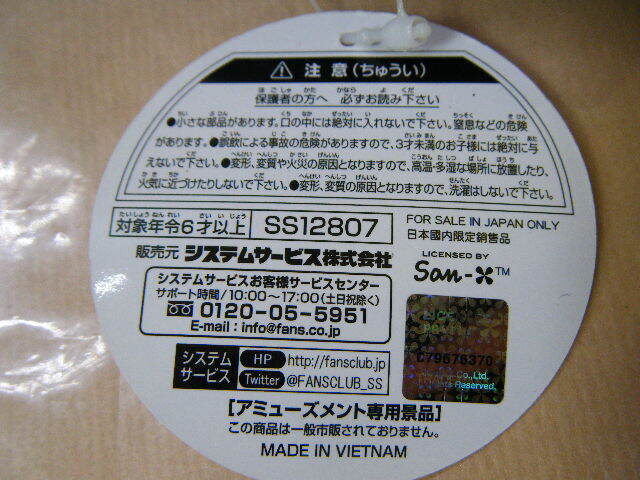 注意(ちゅうい)
保護者の方へ 必ずお読み下さい
●小さな部品があります。口の中には絶対に入れないで下さい。窒息などの危険
があります。●誤飲による事故の危険がありますので、3才未満のお子様には絶対に与
えないで下さい。●変形、変質や火災の原因となりますので、高温・多湿な場所に放置したり、
火気に近づけたりしないで下さい。●変形、変質の原因となりますので、洗濯はしないで下さい。
対象年令6才以上 SS12807
FOR SALE IN JAPAN ONLY
日本國内限定銷售品
販売元 システムサービス株式会社
LICENSED BY
San-X™
システムサービスお客様サービスセンター
サポート時間/10:00〜17:00(土日祝除く)
0120-05-5951
E-mail:info@fans.co.jp
C79676370
システムサービス
HP http://fansclub.jp
Twitter @FANSCLUB_SS
[アミューズメント専用景品]
この商品は一般市販されておりません。
MADE IN VIETNAM